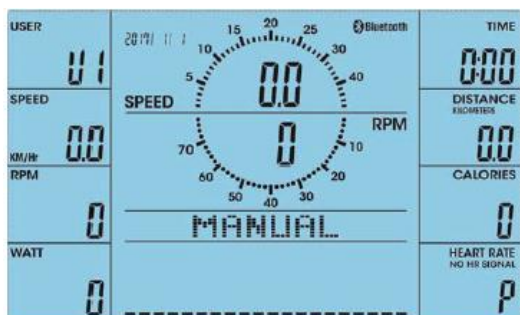 USER
U 1
SPEED
KM/Hr 0.0
RPM
0
WATT
0
15 20 25
10 30
5 40
Bluetooth
SPEED 0.0
0 RPM
70 10
60 20
50 40 30
MANUAL
TIME
0:00
DISTANCE
KILOMETERS
0.0
CALORIES
0
HEART RATE
NO HR SIGNAL
P